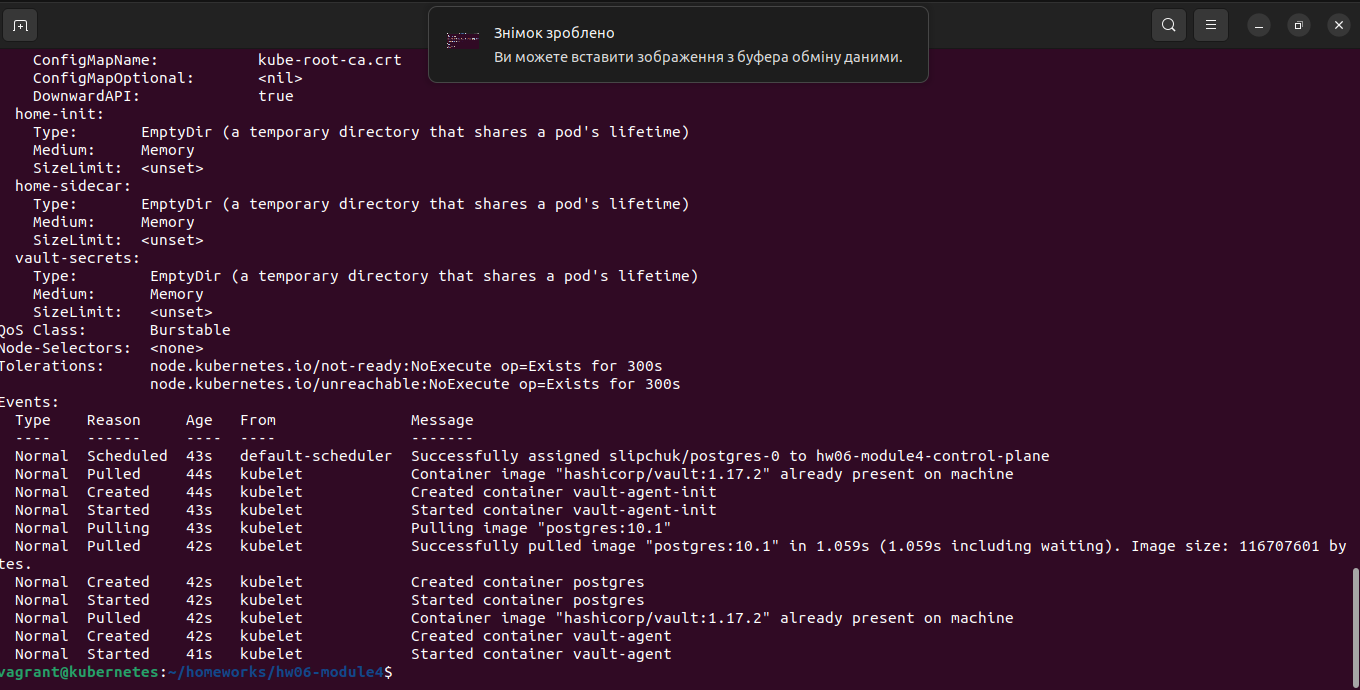 Знімок зроблено
Ви можете вставити зображення з буфера обміну даними.
    ConfigMapName:           kube-root-ca.crt
    ConfigMapOptional:       <nil>
    DownwardAPI:             true
  home-init:
    Type:       EmptyDir (a temporary directory that shares a pod's lifetime)
    Medium:     Memory
    SizeLimit:  <unset>
  home-sidecar:
    Type:       EmptyDir (a temporary directory that shares a pod's lifetime)
    Medium:     Memory
    SizeLimit:  <unset>
  vault-secrets:
    Type:        EmptyDir (a temporary directory that shares a pod's lifetime)
    Medium:      Memory
    SizeLimit:   <unset>
QoS Class:       Burstable
Node-Selectors:  <none>
Tolerations:     node.kubernetes.io/not-ready:NoExecute op=Exists for 300s
                 node.kubernetes.io/unreachable:NoExecute op=Exists for 300s
Events:
  Type    Reason     Age   From               Message
  ----    ------     ----  ----               -------
  Normal  Scheduled  43s   default-scheduler  Successfully assigned slipchuk/postgres-0 to hw06-module4-control-plane
  Normal  Pulled     44s   kubelet            Container image "hashicorp/vault:1.17.2" already present on machine
  Normal  Created    44s   kubelet            Created container vault-agent-init
  Normal  Started    43s   kubelet            Started container vault-agent-init
  Normal  Pulling    43s   kubelet            Pulling image "postgres:10.1"
  Normal  Pulled     42s   kubelet            Successfully pulled image "postgres:10.1" in 1.059s (1.059s including waiting). Image size: 116707601 by
tes.
  Normal  Created    42s   kubelet            Created container postgres
  Normal  Started    42s   kubelet            Started container postgres
  Normal  Pulled     42s   kubelet            Container image "hashicorp/vault:1.17.2" already present on machine
  Normal  Created    42s   kubelet            Created container vault-agent
  Normal  Started    41s   kubelet            Started container vault-agent
vagrant@kubernetes:~/homeworks/hw06-module4$